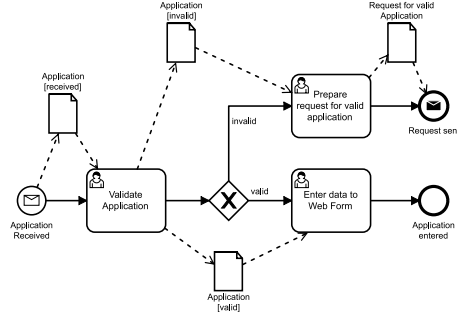 Application
[invalid]
Request for valid
Application
Application
[received]
Prepare
request for valid
application
invalid
Request sen
Validate
Application
valid
Enter data to
Web Form
Application
Received
Application
entered
Application
[valid]